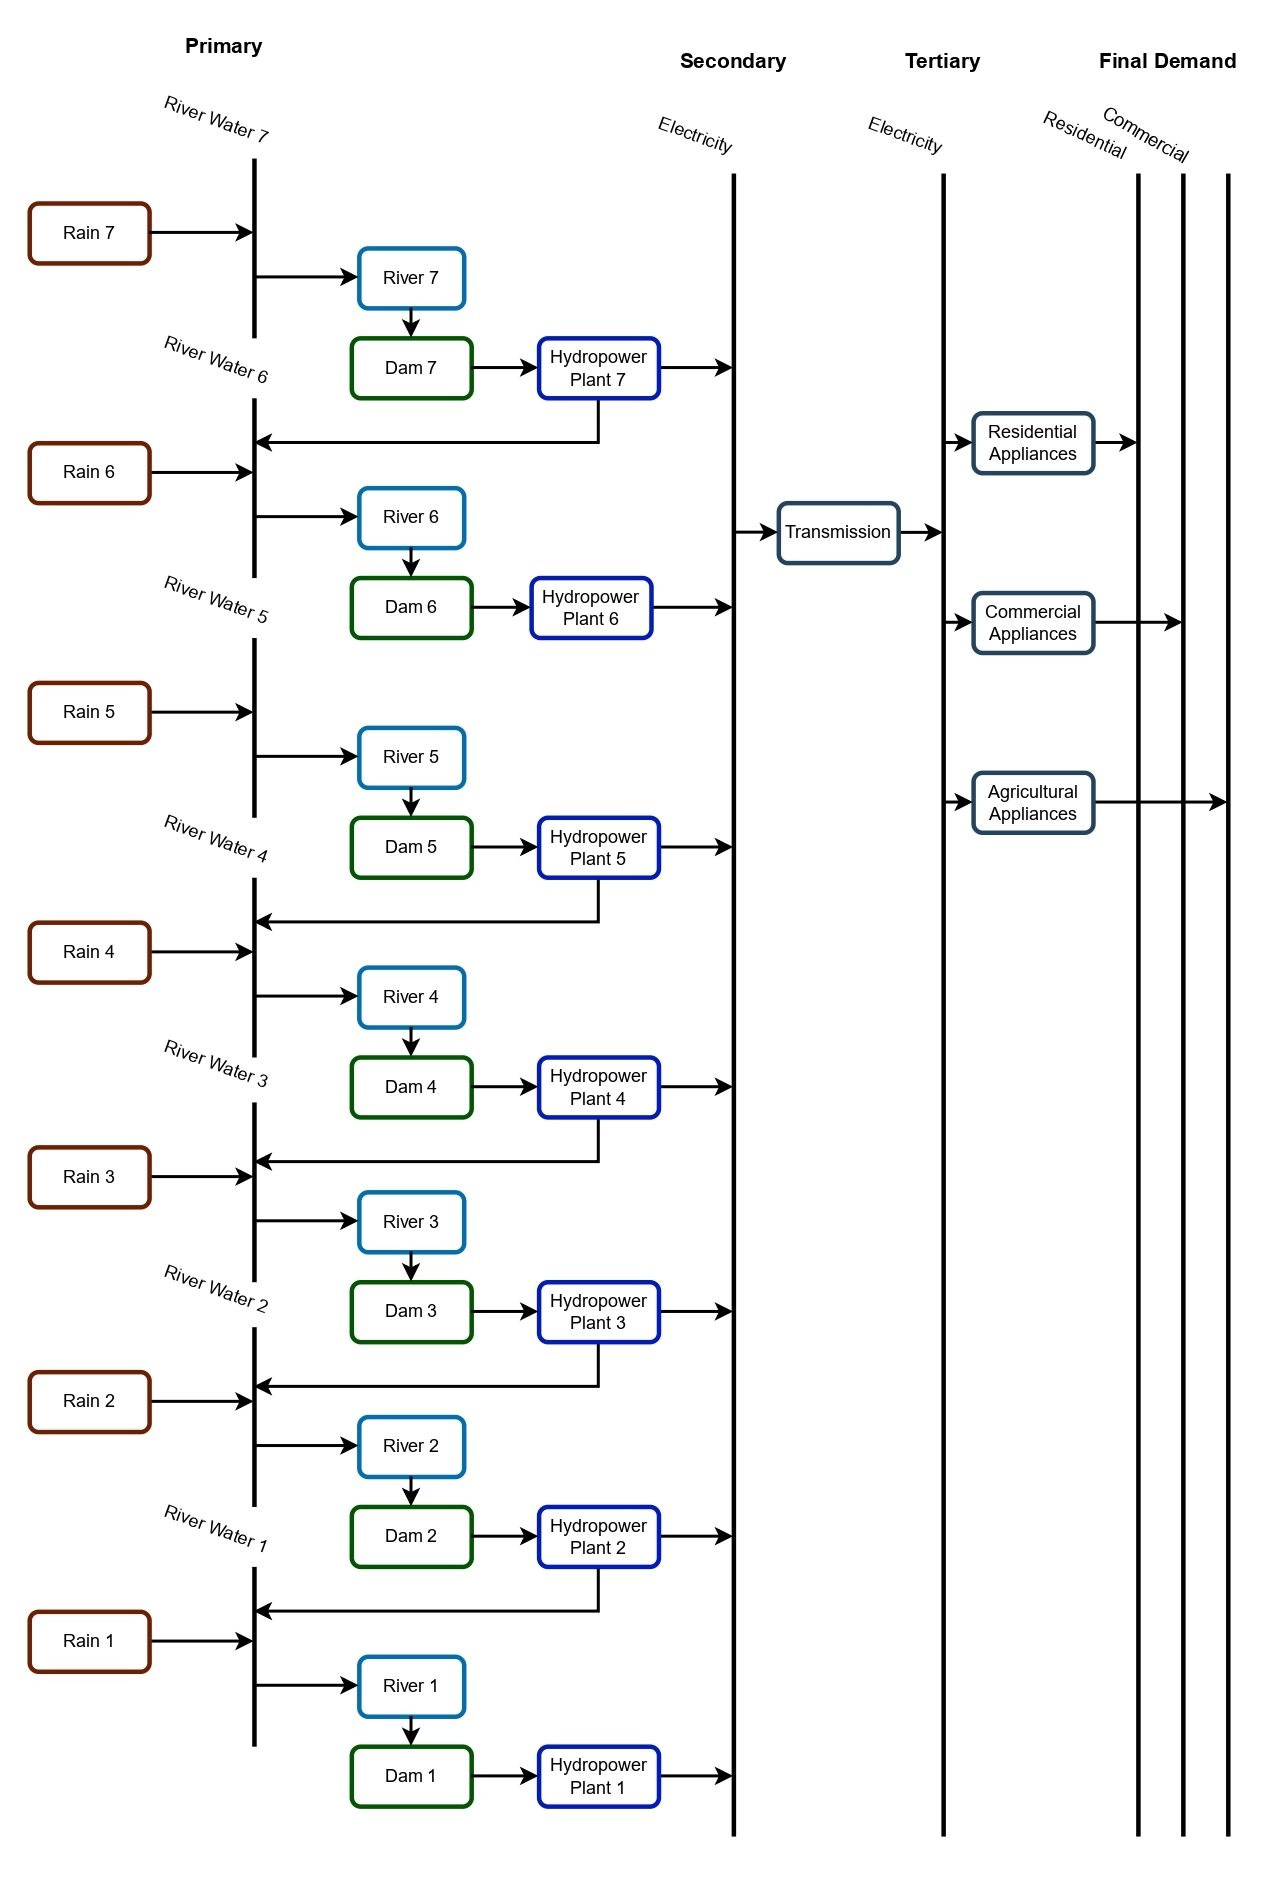 Primary
Secondary
Tertiary
Final Demand
River Water 7
Electricity
Electricity
Residential
Commercial
Rain 7
River 7
River Water 6
Dam 7
Hydropower
Plant 7
Residential
Appliances
Rain 6
River 6
Transmission
River Water 5
Dam 6
Hydropower
Plant 6
Commercial
Appliances
Rain 5
River 5
Agricultural
Appliances
River Water 4
Dam 5
Hydropower
Plant 5
Rain 4
River 4
River Water 3
Dam 4
Hydropower
Plant 4
Rain 3
River 3
River Water 2
Dam 3
Hydropower
Plant 3
Rain 2
River 2
River Water 1
Dam 2
Hydropower
Plant 2
Rain 1
River 1
Dam 1
Hydropower
Plant 1